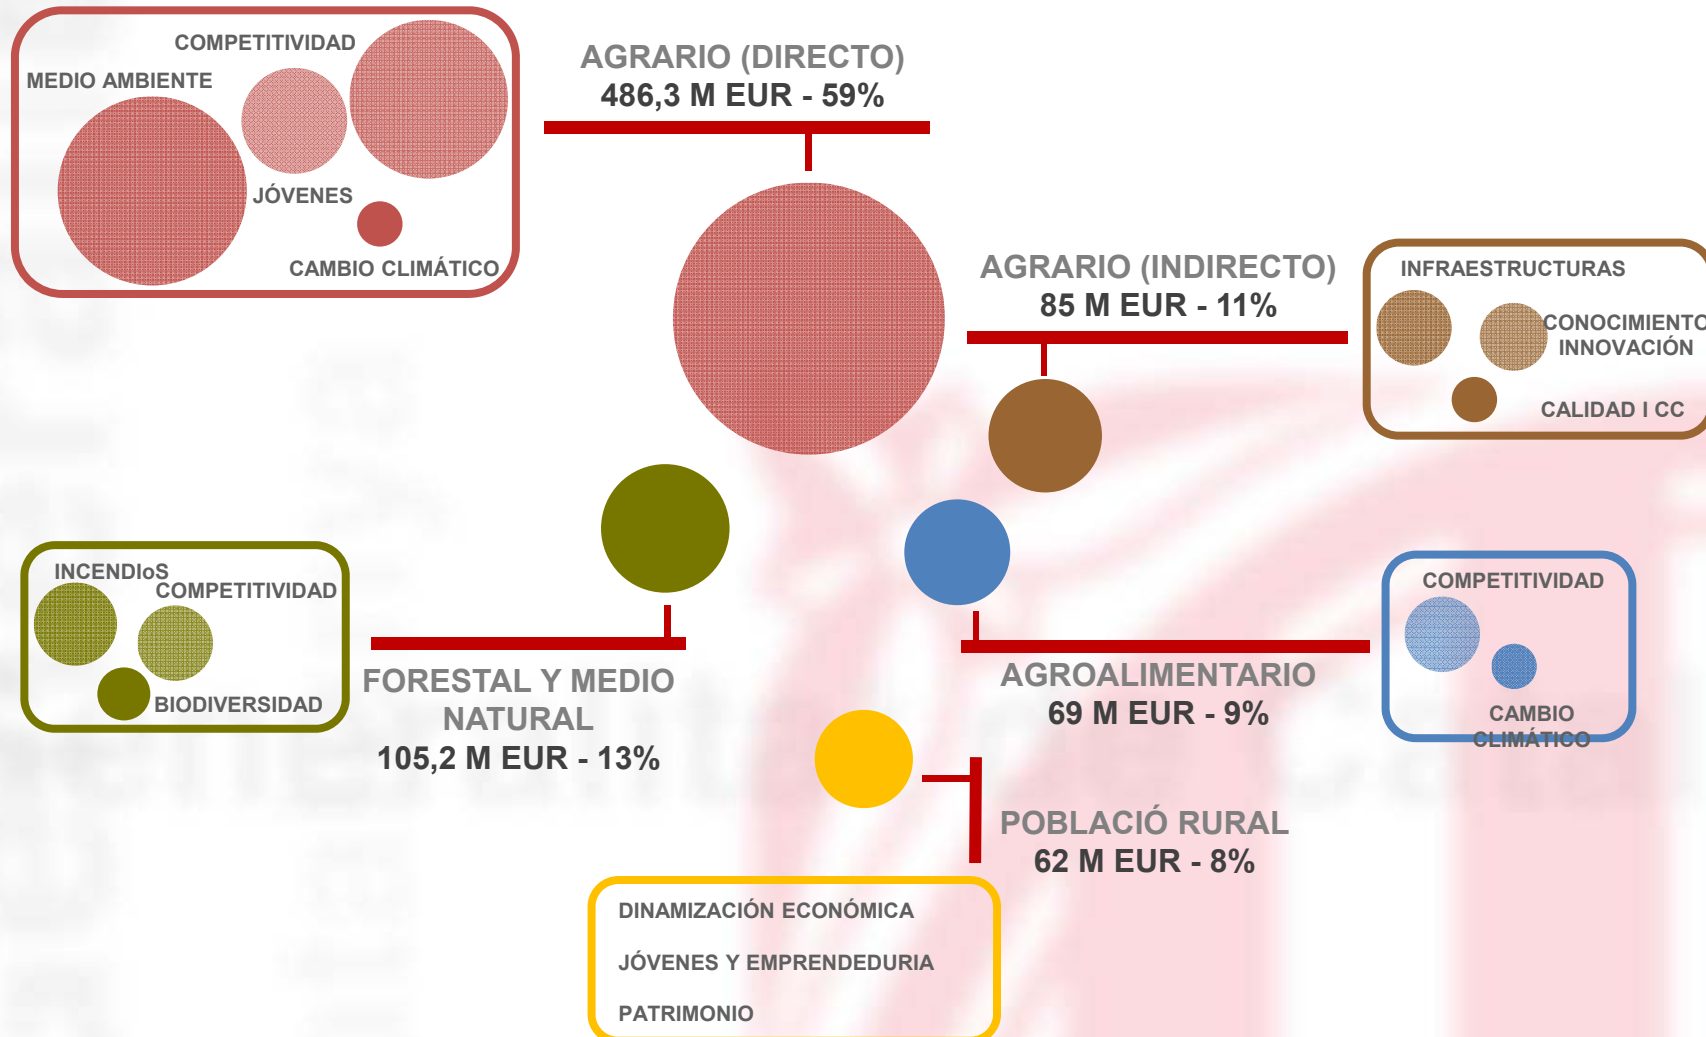 COMPETITIVIDAD
MEDIO AMBIENTE
JÓVENES
CAMBIO CLIMÁTICO
AGRARIO (DIRECTO)
486,3 M EUR - 59%
AGRARIO (INDIRECTO)
85 M EUR - 11%
INFRAESTRUCTURAS
CONOCIMIENTO
INNOVACIÓN
CALIDAD I CC
INCENDIoS
COMPETITIVIDAD
BIODIVERSIDAD
FORESTAL Y MEDIO
NATURAL
105,2 M EUR - 13%
AGROALIMENTARIO
69 M EUR - 9%
COMPETITIVIDAD
CAMBIO
CLIMÁTICO
POBLACIÓ RURAL
62 M EUR - 8%
DINAMIZACIÓN ECONÓMICA
JÓVENES Y EMPRENDEDURIA
PATRIMONIO